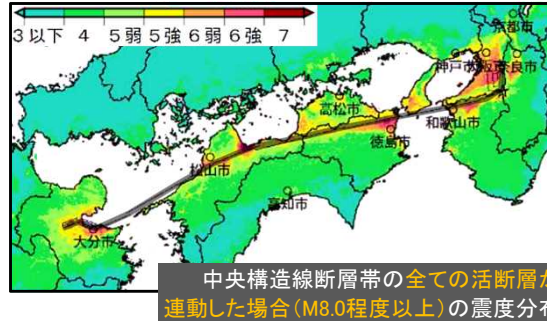 3以下 4 5弱 5強 6弱 6強 7
京都市
神戸市 大阪市 奈良市
高松市
和歌山市
徳島市
松山市
高知市
大分市
中央構造線断層帯の全ての活断層が
連動した場合(M8.0程度以上)の震度分布